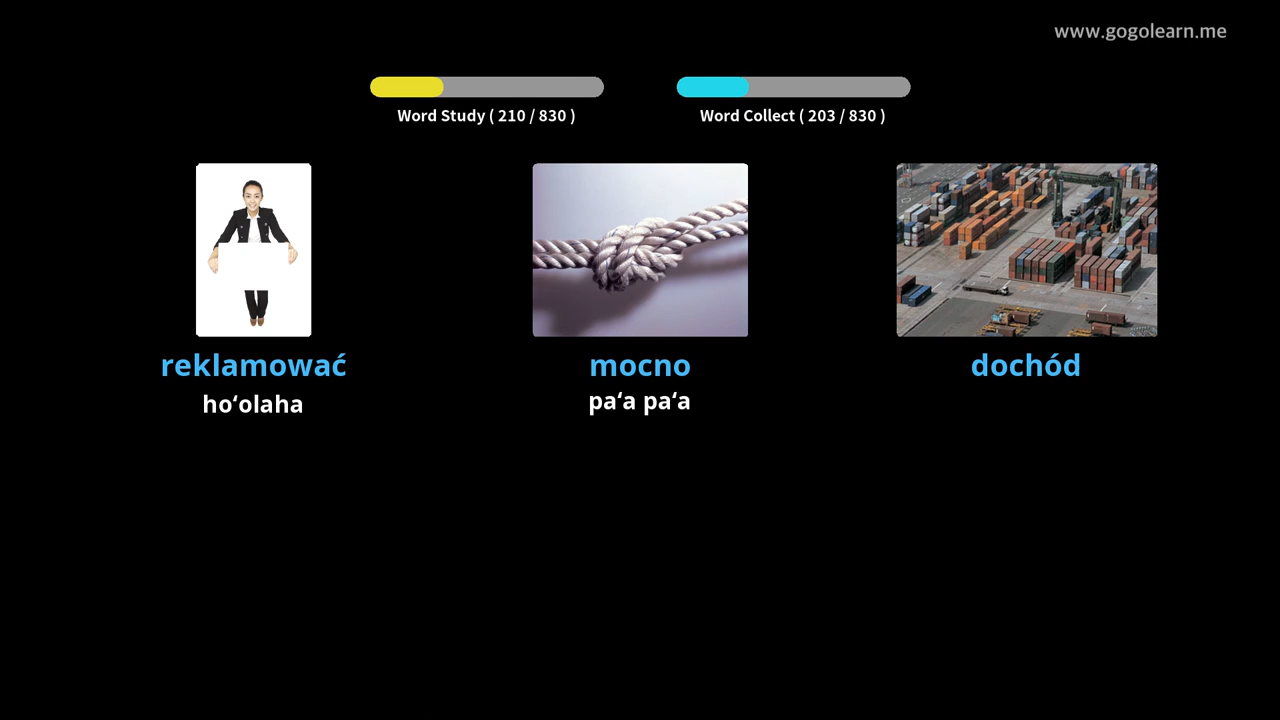 www.gogolearn.me
Word Study ( 210 / 830 )
Word Collect ( 203 / 830 )
reklamować
hoʻolaha
mocno
paʻa paʻa
dochód